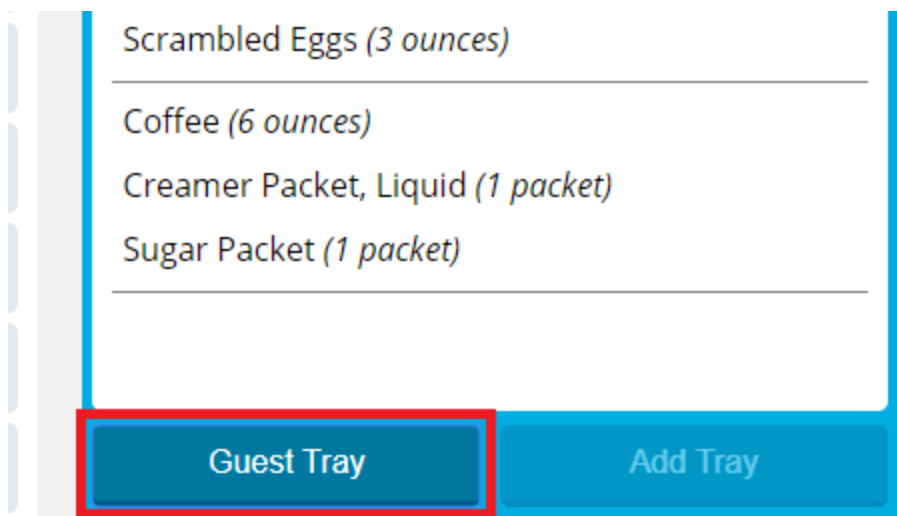 Scrambled Eggs (3 ounces)
Coffee (6 ounces)
Creamer Packet, Liquid (1 packet)
Sugar Packet (1 packet)
Guest Tray
Add Tray